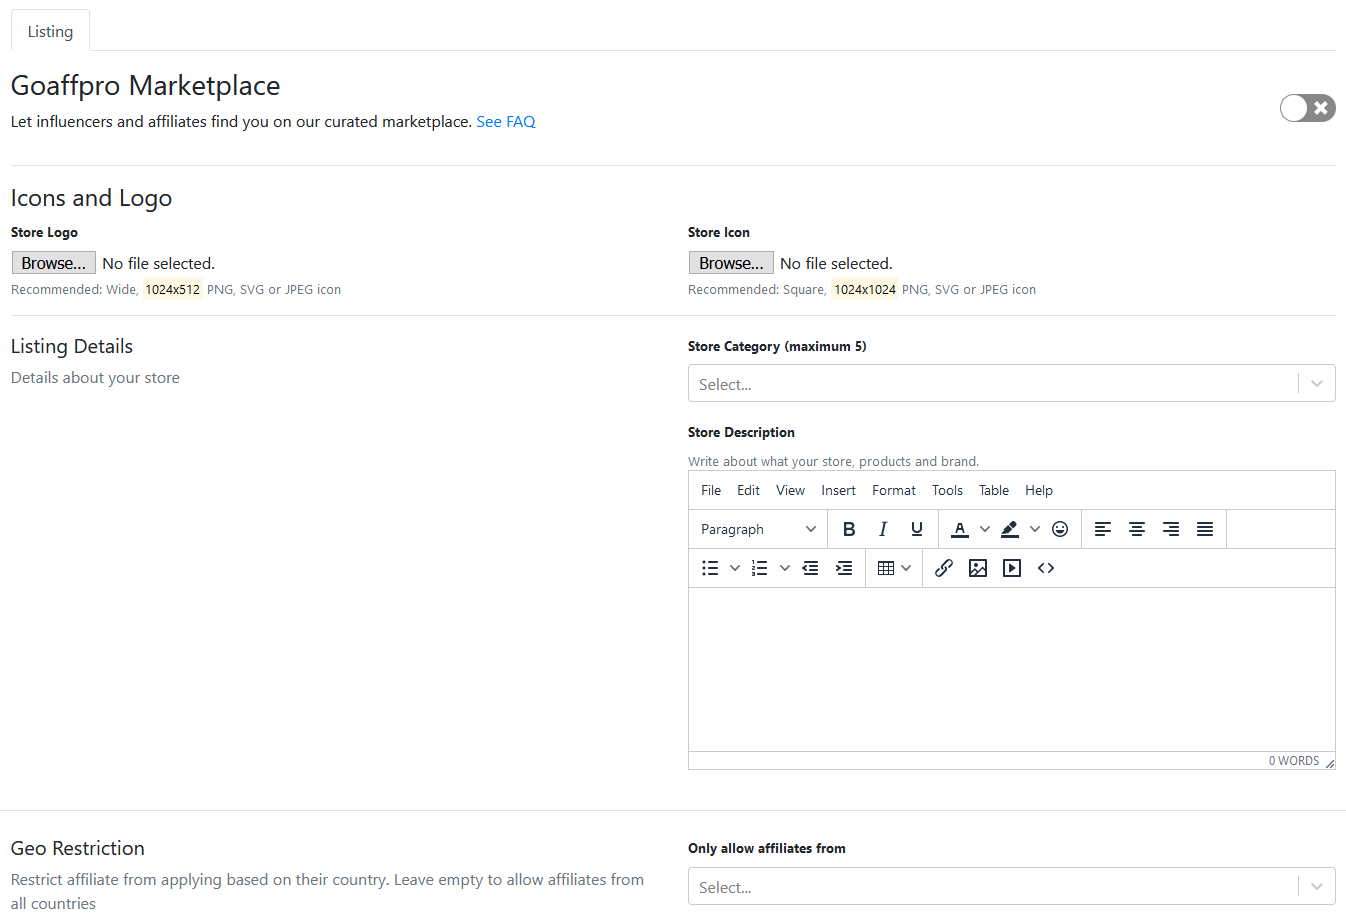 Listing
Goaffpro Marketplace
Let influencers and affiliates find you on our curated marketplace. See FAQ
Icons and Logo
Store Logo
Browse... No file selected.
Recommended: Wide, 1024x512 PNG, SVG or JPEG icon
Store Icon
Browse... No file selected.
Recommended: Square, 1024x1024 PNG, SVG or JPEG icon
Listing Details
Details about your store
Store Category (maximum 5)
Select...
Store Description
Write about what your store, products and brand.
File Edit View Insert Format Tools Table Help
Paragraph B I U A
0 WORDS
Geo Restriction
Restrict affiliate from applying based on their country. Leave empty to allow affiliates from
all countries
Only allow affiliates from
Select...